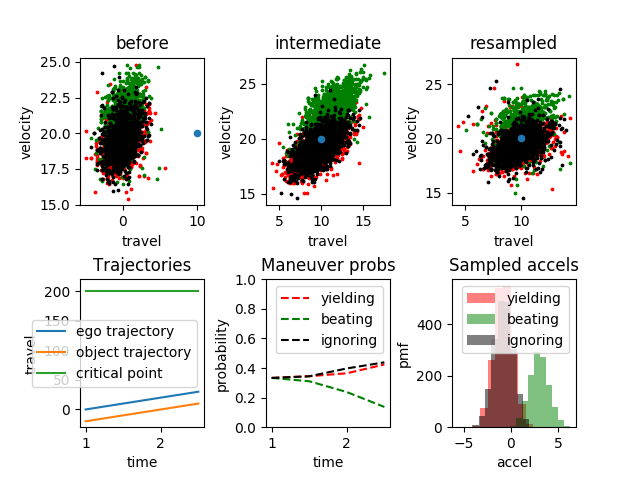 before
intermediate
resampled
25.0
22.5
20.0
17.5
15.0
velocity
0
10
travel
25
20
15
velocity
5
10
15
travel
25
20
15
velocity
5
10
travel
Trajectories
Maneuver probs
Sampled accels
200
150
100
50
0
travel
ego trajectory
object trajectory
critical point
1
2
time
1.0
0.8
0.6
0.4
0.2
0.0
probability
yielding
beating
ignoring
1
2
time
400
200
0
pmf
yielding
beating
ignoring
−5
0
5
accel